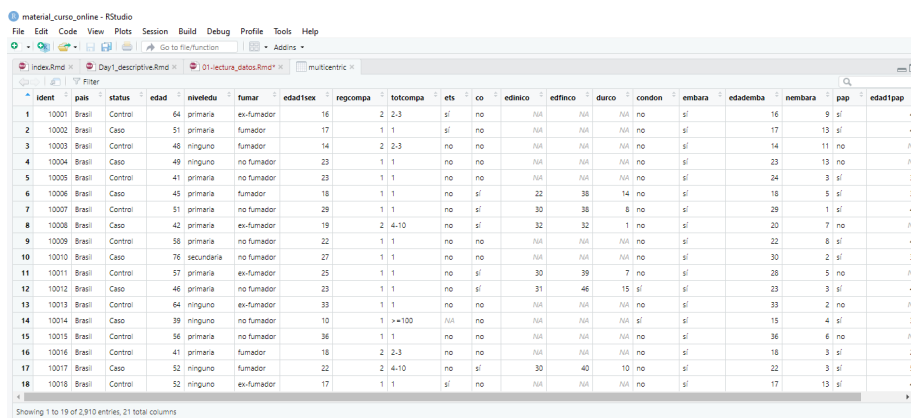 material_curso_online - RStudio
File Edit Code View Plots Session Build Debug Profile Tools Help
Go to file/function Addins
index.Rmd Day1_descriptive.Rmd 01-lectura_datos.Rmd* multicentric
Filter
ident pais status edad niveledu fumar edad1sex regcompa totcompa ets co edinico edfinco durco condon embara edademba nembara pap edad1pap
1 10001 Brasil Control 64 primaria ex-fumador 16 2 2-3 sí no NA NA NA no sí 16 9 sí
2 10002 Brasil Caso 51 primaria fumador 17 1 1 sí no NA NA NA no sí 17 13 sí
3 10003 Brasil Control 48 ninguno fumador 14 2 2-3 no no NA NA NA no sí 14 11 no
4 10004 Brasil Caso 49 ninguno no fumador 23 1 1 no no NA NA NA no sí 23 13 no
5 10005 Brasil Control 41 primaria no fumador 23 1 1 no no NA NA NA no sí 24 3 sí
6 10006 Brasil Caso 45 primaria fumador 18 1 1 no sí 22 38 14 no sí 18 5 sí
7 10007 Brasil Control 51 primaria no fumador 29 1 1 no sí 30 38 8 no sí 29 1 sí
8 10008 Brasil Caso 42 primaria ex-fumador 19 2 4-10 no sí 32 32 1 no sí 20 7 no
9 10009 Brasil Control 58 primaria no fumador 22 1 1 no no NA NA NA no sí 22 8 sí
10 10010 Brasil Caso 76 secundaria no fumador 27 1 1 no no NA NA NA no sí 30 2 sí
11 10011 Brasil Control 57 primaria ex-fumador 25 1 1 no sí 30 39 7 no sí 28 5 no
12 10012 Brasil Caso 46 primaria no fumador 23 1 1 no sí 31 46 15 sí sí 23 3 sí
13 10013 Brasil Control 64 ninguno ex-fumador 33 1 1 no no NA NA NA no sí 33 2 no
14 10014 Brasil Caso 39 ninguno no fumador 10 1 >=100 NA no NA NA NA sí sí 15 4 sí
15 10015 Brasil Control 56 primaria no fumador 36 1 1 no no NA NA NA no sí 36 6 no
16 10016 Brasil Control 41 primaria fumador 18 2 2-3 no no NA NA NA no sí 18 3 sí
17 10017 Brasil Caso 52 ninguno fumador 22 2 4-10 no sí 30 40 10 no sí 22 3 sí
18 10018 Brasil Control 52 ninguno ex-fumador 17 1 1 sí no NA NA NA no sí 17 13 sí
Showing 1 to 19 of 2,910 entries, 21 total columns